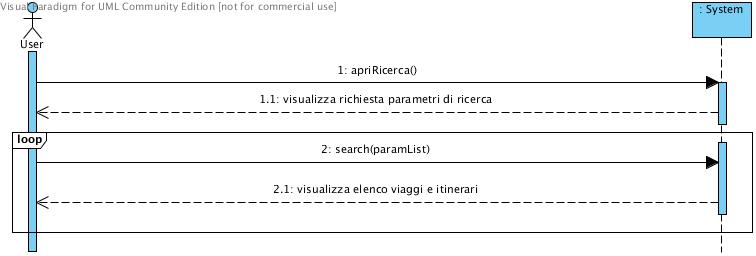 Visual Paradigm for UML Community Edition [not for commercial use]
: System
User
1: apriRicerca()
1.1: visualizza richiesta parametri di ricerca
loop
2: search(paramList)
2.1: visualizza elenco viaggi e itinerari